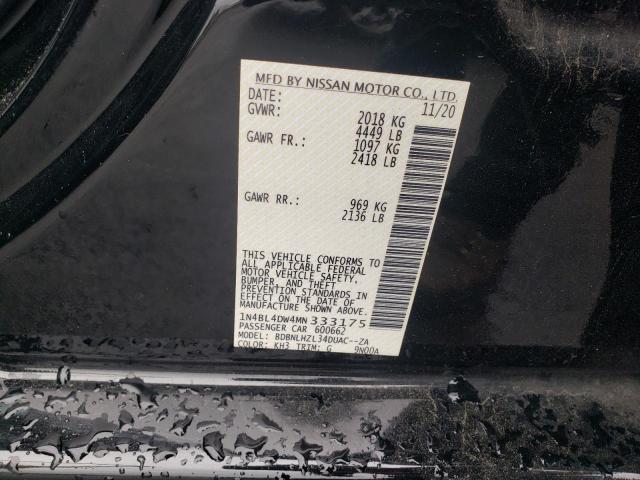 MFD BY NISSAN MOTOR CO., LTD.
DATE: 11/20
GVWR: 2018 KG
4449 LB
GAWR FR.: 1097 KG
2418 LB
GAWR RR.: 969 KG
2136 LB
THIS VEHICLE CONFORMS TO
ALL APPLICABLE FEDERAL
MOTOR VEHICLE SAFETY,
BUMPER, AND THEFT
PREVENTION STANDARDS IN
EFFECT ON THE DATE OF
MANUFACTURE SHOWN ABOVE.
1N4BL4DW4MN333175
PASSENGER CAR 600662
MODEL: BDBNLHZL34DUAC--ZA
COLOR: KH3 TRIM: G 9N00A